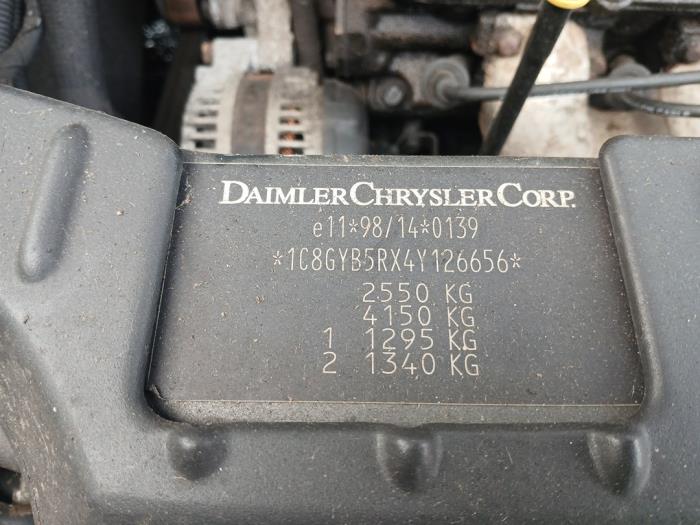 DAIMLERCHRYSLER CORP.
e11*98/14*0139
*1C8GYB5RX4Y126656*
2550 KG
4150 KG
1 1295 KG
2 1340 KG